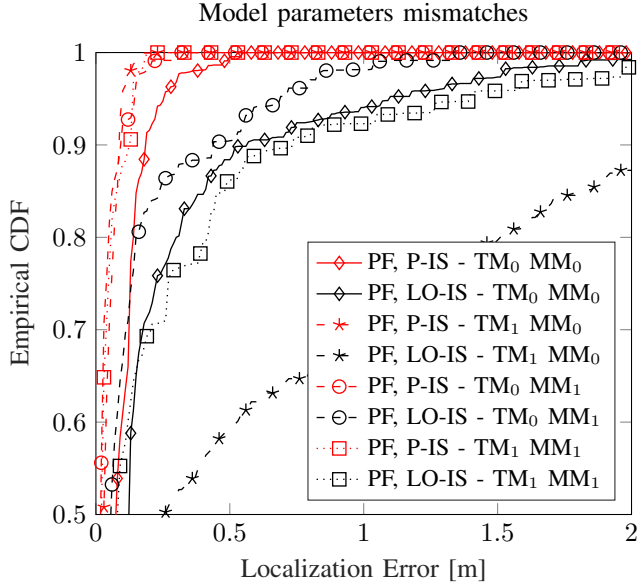 Model parameters mismatches
Empirical CDF
1
0.9
0.8
0.7
0.6
0.5
PF, P-IS - TM₀ MM₀
PF, LO-IS - TM₀ MM₀
PF, P-IS - TM₁ MM₀
PF, LO-IS - TM₁ MM₀
PF, P-IS - TM₀ MM₁
PF, LO-IS - TM₀ MM₁
PF, P-IS - TM₁ MM₁
PF, LO-IS - TM₁ MM₁
0 0.5 1 1.5 2
Localization Error [m]